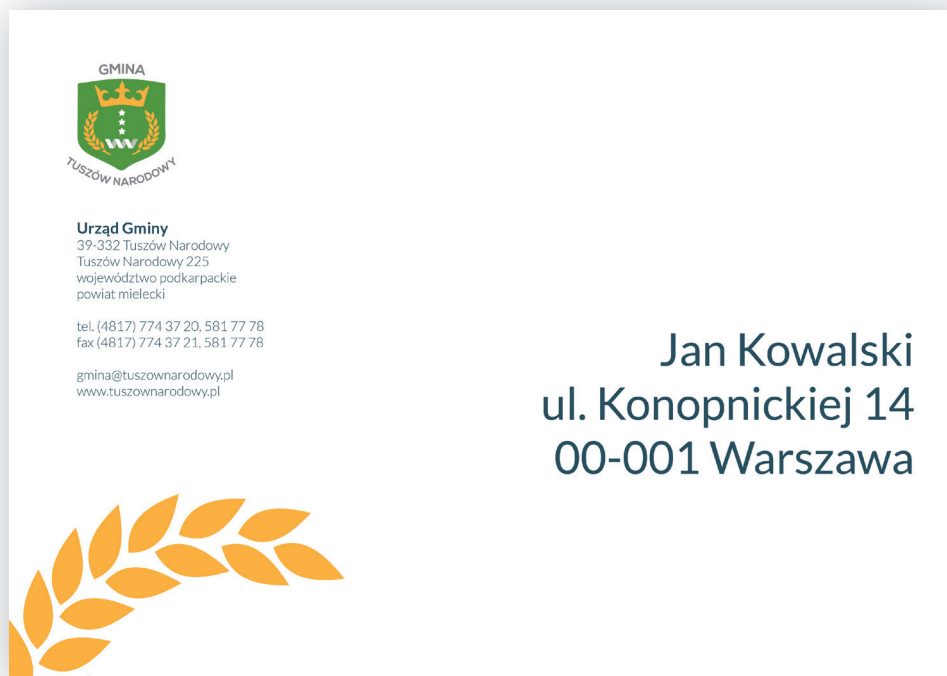 GMINA
TUSZÓW NARODOWY
Urząd Gminy
39-332 Tuszów Narodowy
Tuszów Narodowy 225
województwo podkarpackie
powiat mielecki
tel. (4817) 774 37 20, 581 77 78
fax (4817) 774 37 21, 581 77 78
gmina@tuszownarodowy.pl
www.tuszownarodowy.pl
Jan Kowalski
ul. Konopnickiej 14
00-001 Warszawa